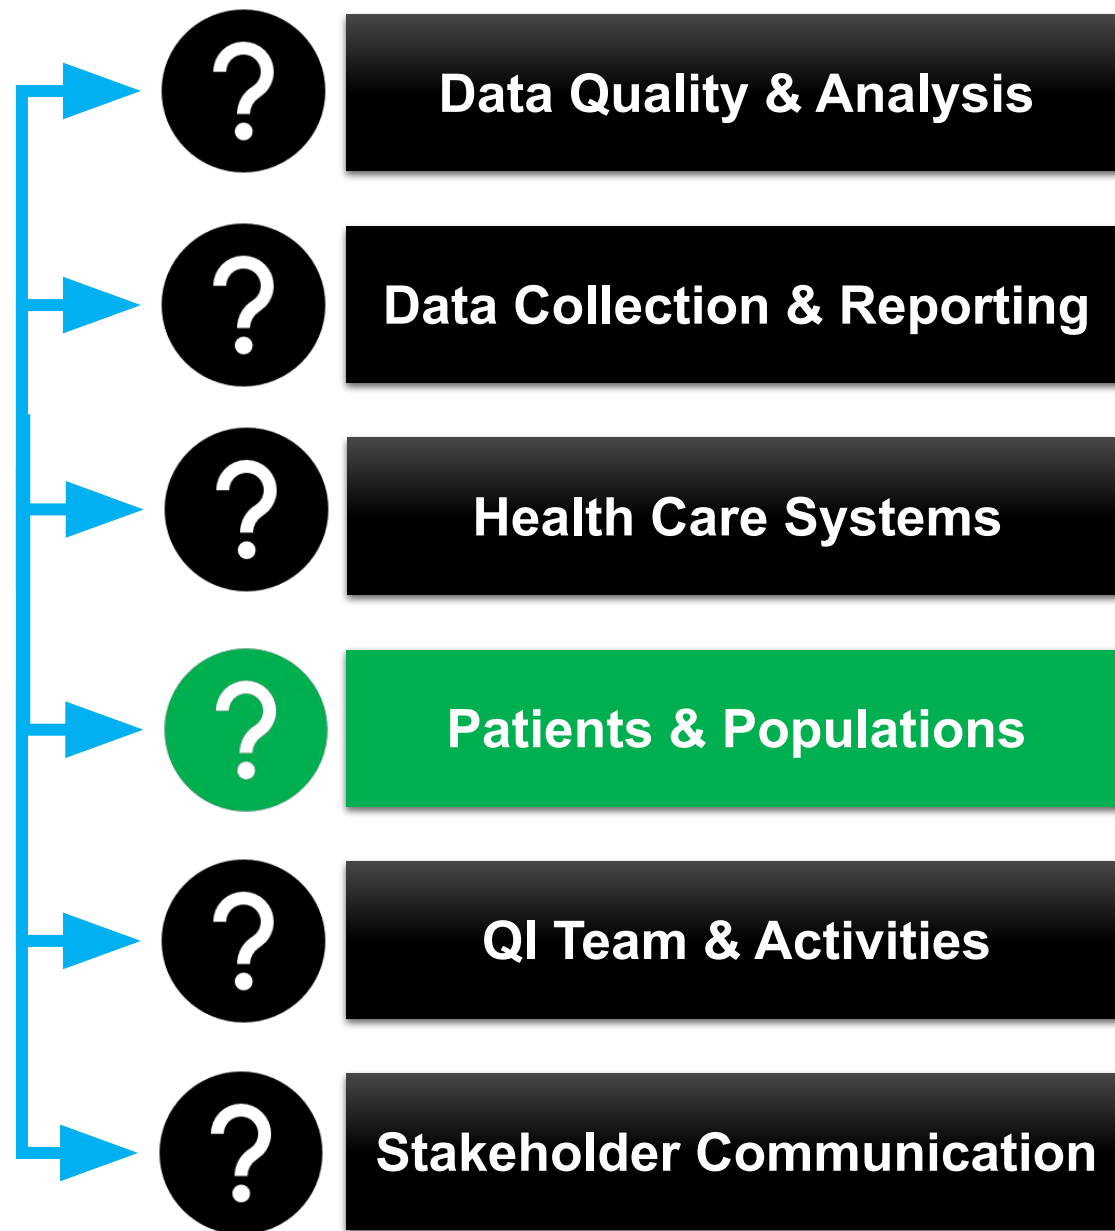 ?
Data Quality & Analysis
?
Data Collection & Reporting
?
Health Care Systems
?
Patients & Populations
?
QI Team & Activities
?
Stakeholder Communication